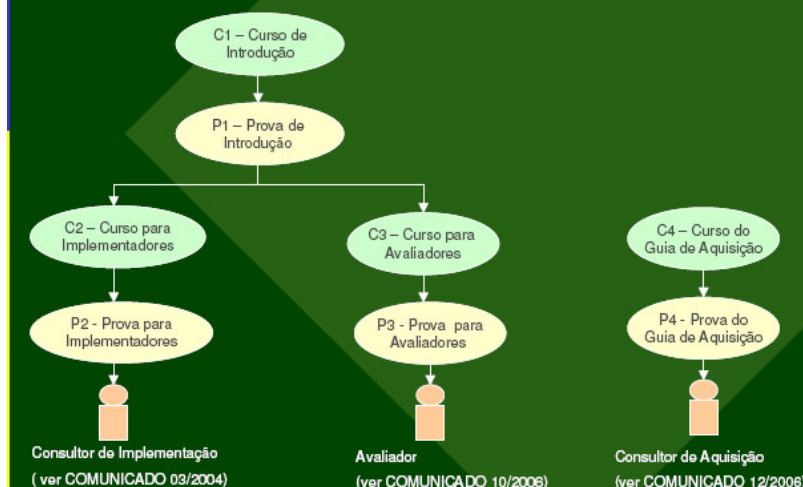 C1 – Curso de
Introdução
P1 – Prova de
Introdução
C2 – Curso para
Implementadores
C3 – Curso para
Avaliadores
C4 – Curso do
Guia de Aquisição
P2 - Prova para
Implementadores
P3 - Prova para
Avaliadores
P4 - Prova do
Guia de Aquisição
Consultor de Implementação
( ver COMUNICADO 03/2004)
Avaliador
(ver COMUNICADO 10/2006)
Consultor de Aquisição
(ver COMUNICADO 12/2006)